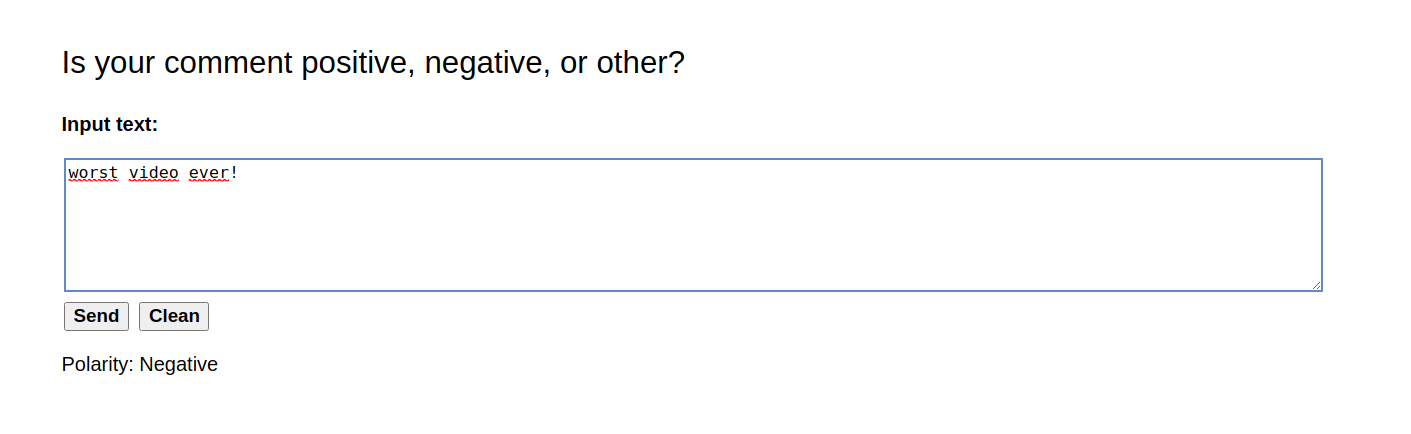 Is your comment positive, negative, or other?
Input text:
worst video ever!
Send Clean
Polarity: Negative